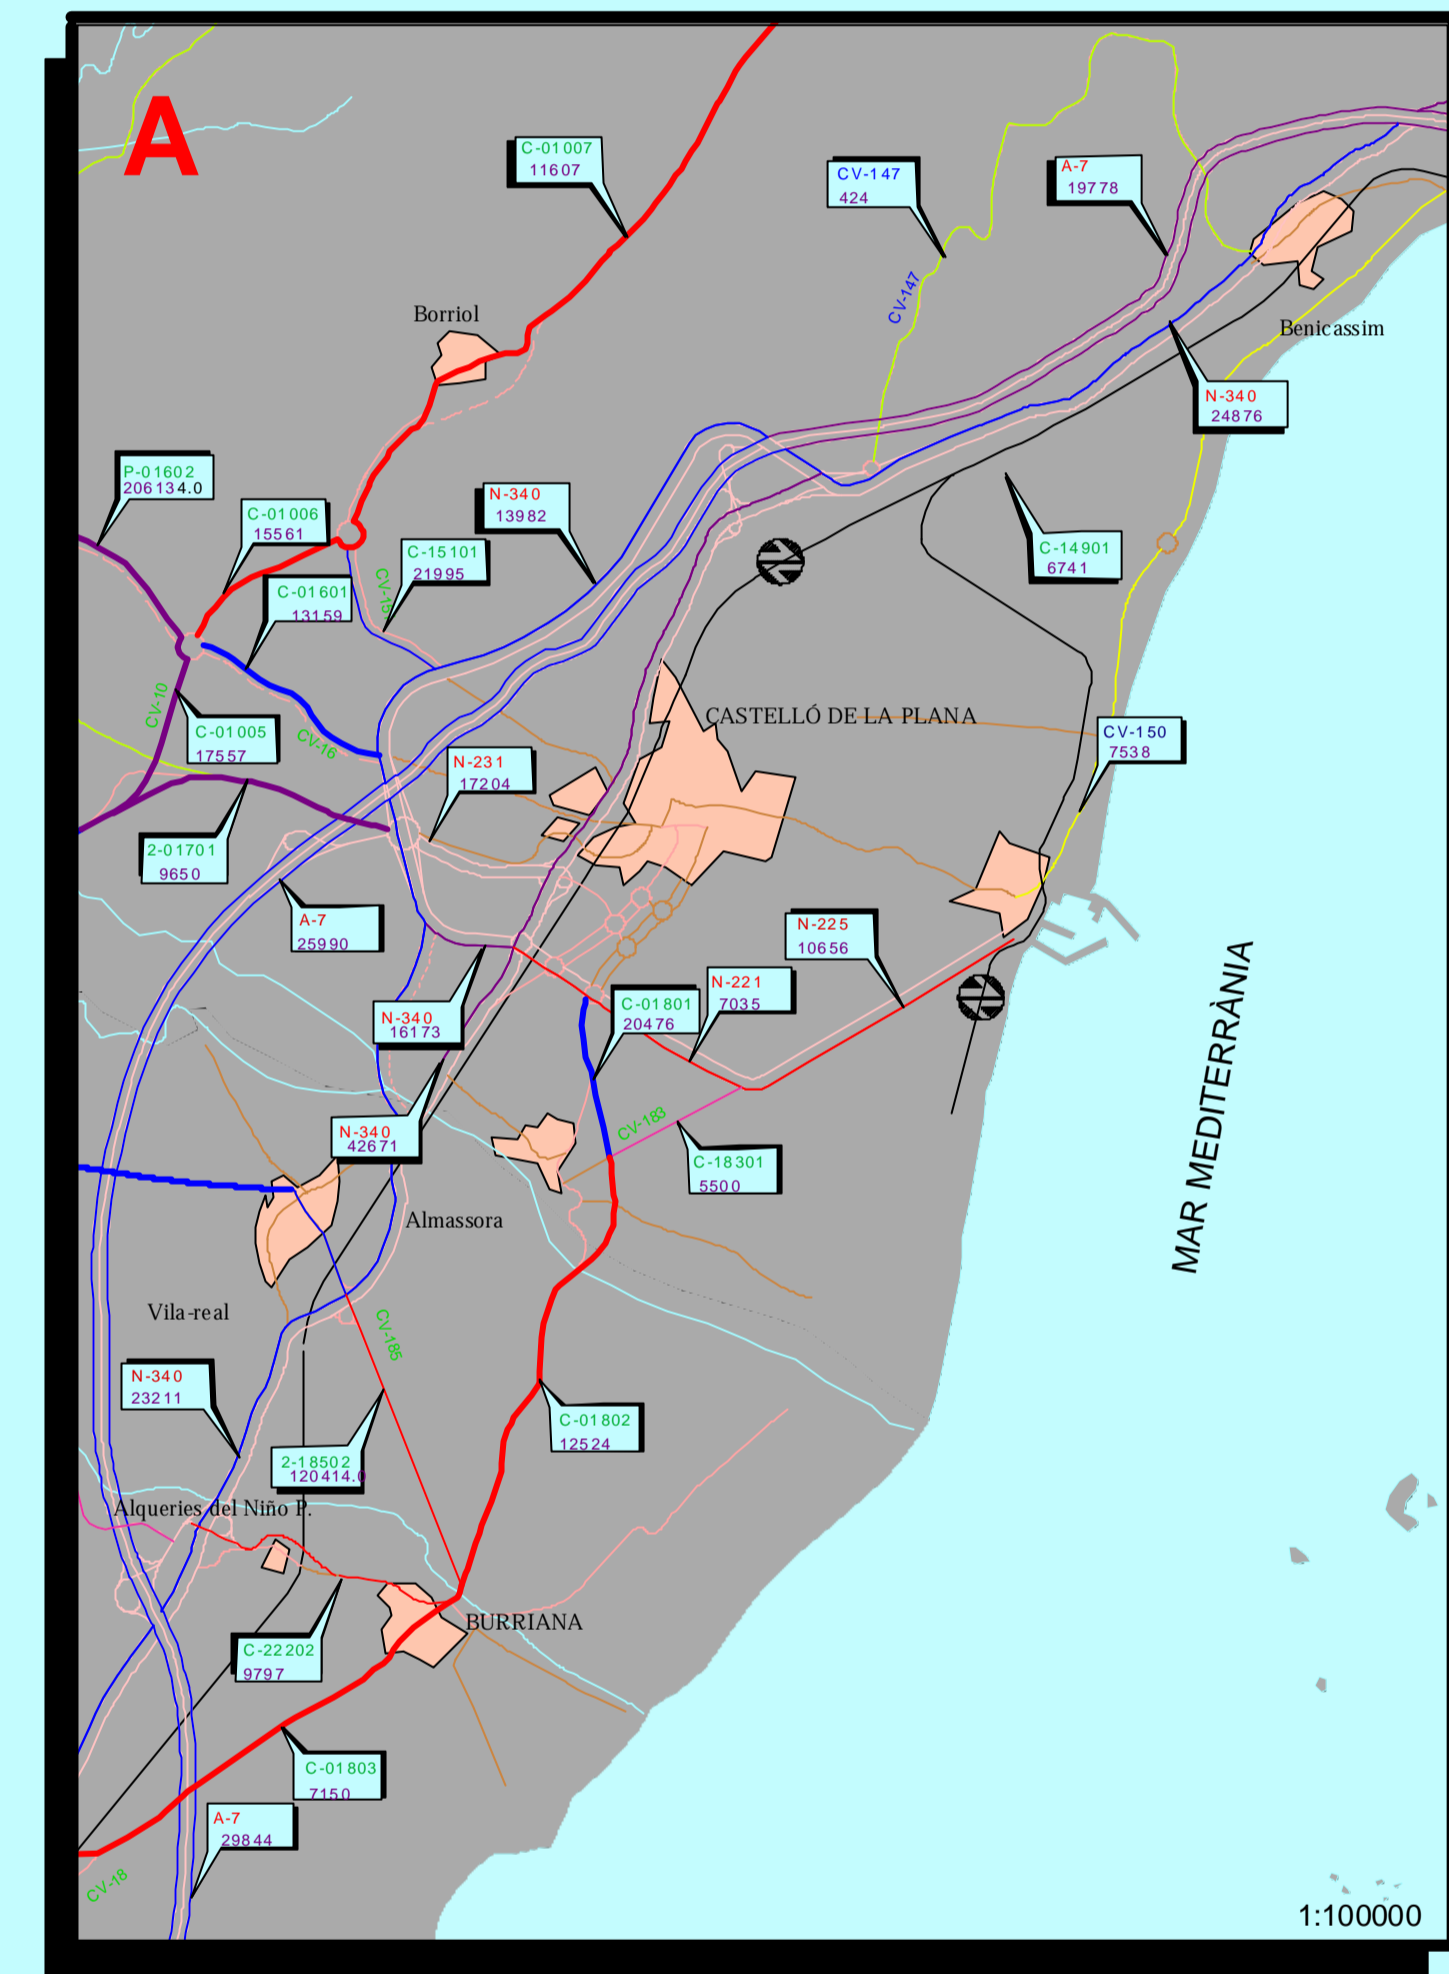 A
C-01007
11607
CV-147
424
A-7
19778
CV-147
Borriol
Benicassim
N-340
24876
P-01602
206134.0
C-01006
15561
N-340
13982
C-15101
21995
C-14901
6741
CV-15
C-01601
13159
CV-10
C-01005
17557
CV-16
CASTELLÓ DE LA PLANA
CV-150
7538
N-231
17204
2-01701
9650
A-7
25990
N-225
10656
N-221
7035
C-01801
20476
N-340
16173
MAR MEDITERRÀNIA
N-340
42671
CV-183
C-18301
5500
Almassora
Vila-real
CV-185
N-340
23211
C-01802
12524
2-18502
120414.0
Alqueries del Niño P.
BURRIANA
C-22202
9797
C-01803
7150
A-7
29844
CV-18
1:100000